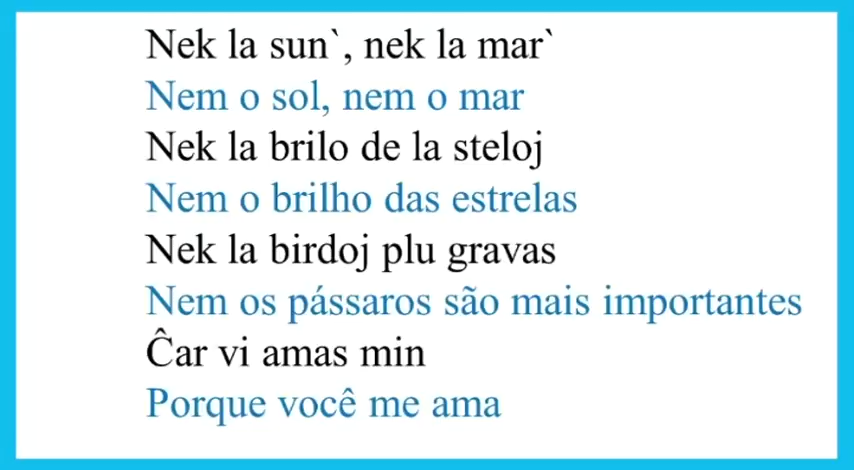 Nek la sun`, nek la mar`
Nem o sol, nem o mar
Nek la brilo de la steloj
Nem o brilho das estrelas
Nek la birdoj plu gravas
Nem os pássaros são mais importantes
Ĉar vi amas min
Porque você me ama